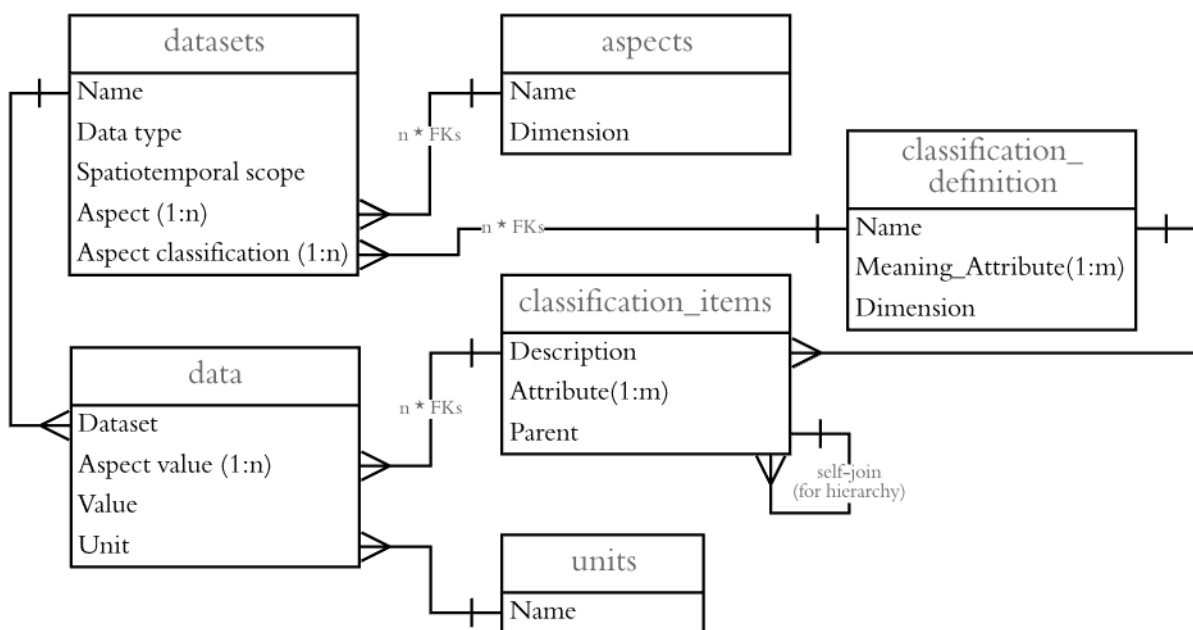 datasets
Name
Data type
Spatiotemporal scope
Aspect (1:n)
Aspect classification (1:n)
n * FKs
aspects
Name
Dimension
n * FKs
classification_
definition
Name
Meaning_Attribute(1:m)
Dimension
classification_items
Description
Attribute(1:m)
Parent
self-join
(for hierarchy)
data
Dataset
Aspect value (1:n)
Value
Unit
n * FKs
units
Name